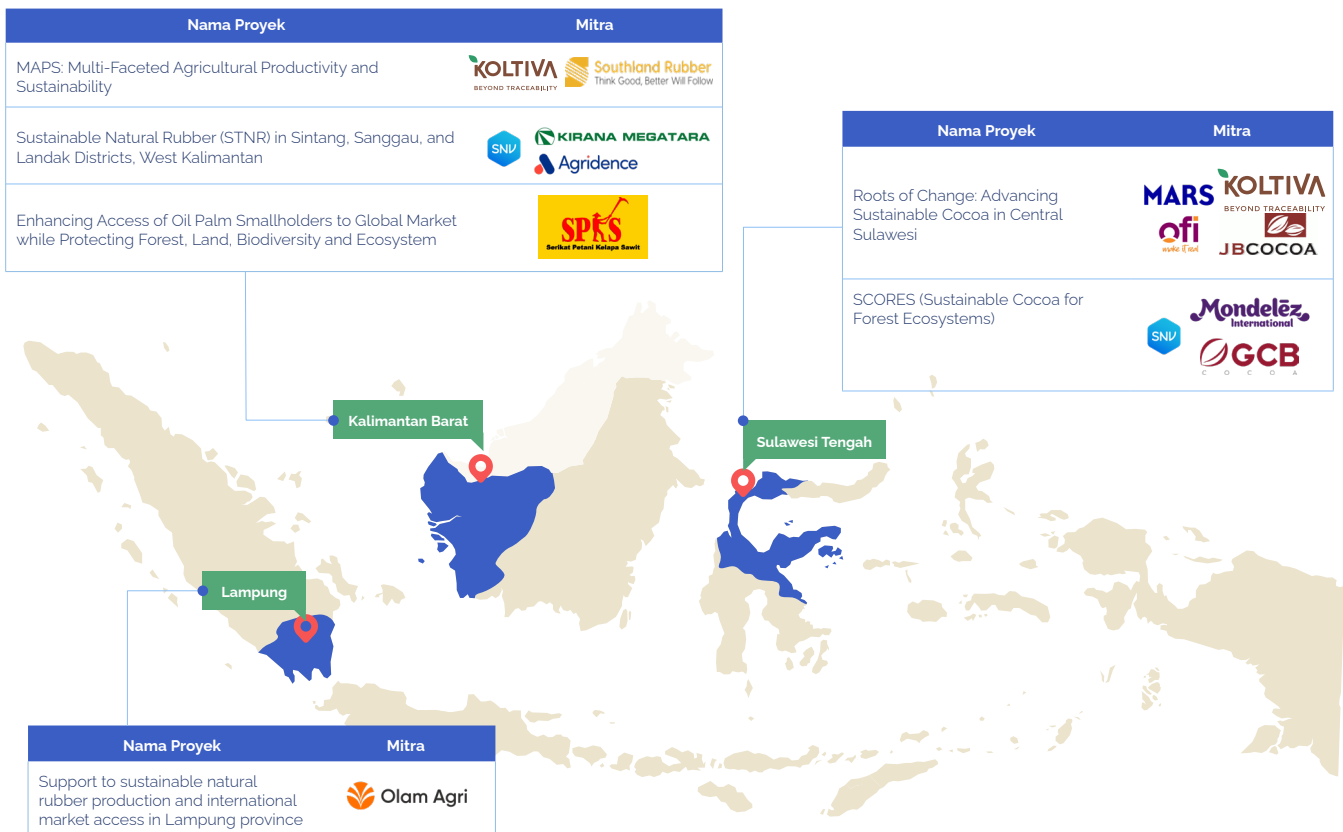 Nama Proyek Mitra
MAPS: Multi-Faceted Agricultural Productivity and
Sustainability
KOLTIVA
BEYOND TRACEABILITY
Southland Rubber
Think Good, Better Will Follow
Sustainable Natural Rubber (STNR) in Sintang, Sanggau, and
Landak Districts, West Kalimantan
SNV
KIRANA MEGATARA
Agridence
Enhancing Access of Oil Palm Smallholders to Global Market
while Protecting Forest, Land, Biodiversity and Ecosystem
SPKS
Serikat Petani Kelapa Sawit
Nama Proyek Mitra
Roots of Change: Advancing
Sustainable Cocoa in Central
Sulawesi
MARS
KOLTIVA
BEYOND TRACEABILITY
ofi
make it real
JBCOCOA
SCORES (Sustainable Cocoa for
Forest Ecosystems)
SNV
Mondelēz
International
GCB
COCOA
Kalimantan Barat
Sulawesi Tengah
Lampung
Nama Proyek Mitra
Support to sustainable natural
rubber production and international
market access in Lampung province
Olam Agri